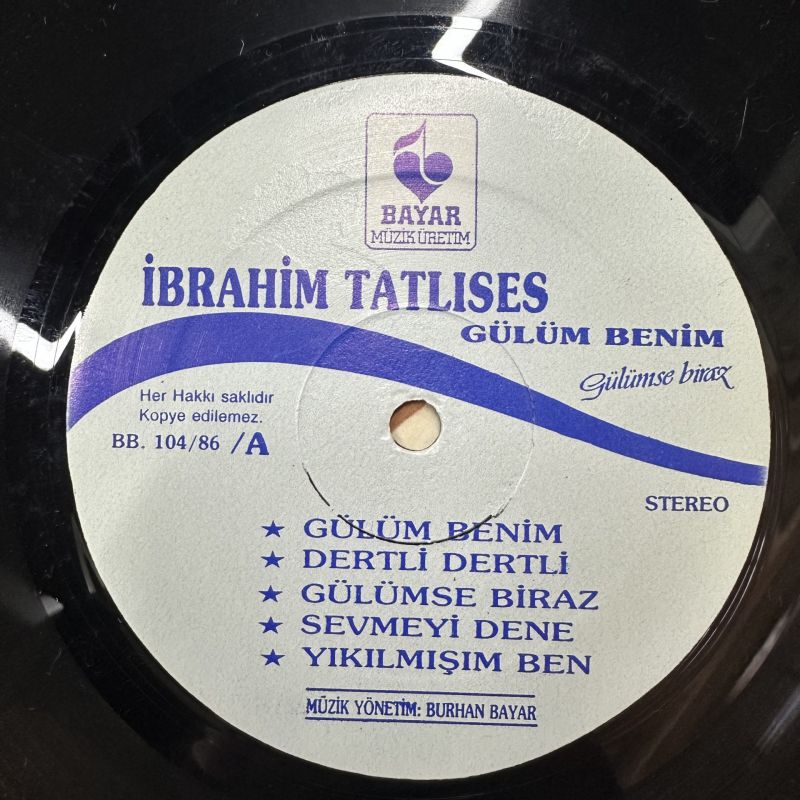 BAYAR
MÜZİK ÜRETİM
İBRAHİM TATLISES
GÜLÜM BENİM
Gülümse biraz
Her Hakkı saklıdır
Kopye edilemez.
BB. 104/86 /A
STEREO
★ GÜLÜM BENİM
★ DERTLİ DERTLİ
★ GÜLÜMSE BİRAZ
★ SEVMEYİ DENE
★ YIKILMIŞIM BEN
MÜZİK YÖNETİM: BURHAN BAYAR